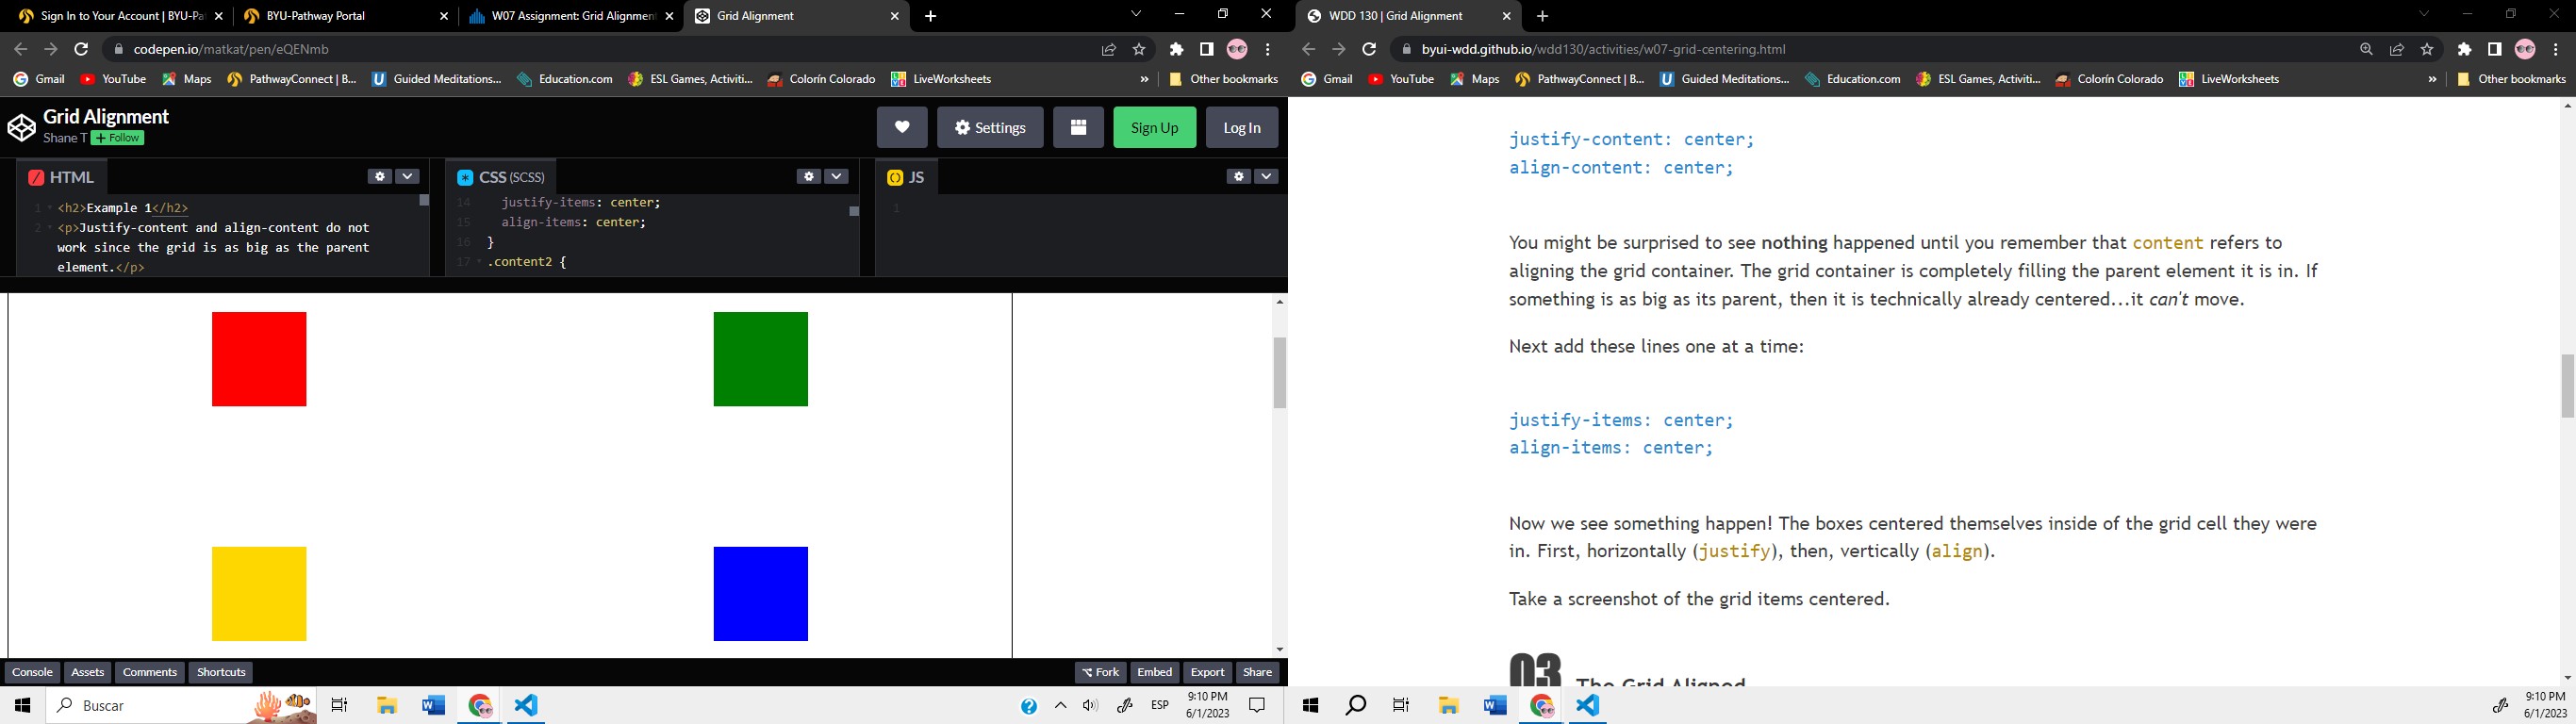 Sign In to Your Account | BYU-Pa
BYU-Pathway Portal
W07 Assignment: Grid Alignment
Grid Alignment
codepen.io/matkat/pen/eQENmb
Gmail
YouTube
Maps
PathwayConnect | B...
Guided Meditations...
Education.com
ESL Games, Activiti...
Colorín Colorado
LiveWorksheets
»
Other bookmarks
Grid Alignment
Shane T + Follow
Settings
Sign Up
Log In
HTML
1 <h2>Example 1</h2>
2 <p>Justify-content and align-content do not
work since the grid is as big as the parent
element.</p>
CSS (SCSS)
14 justify-items: center;
15 align-items: center;
16 }
17 .content2 {
JS
1
Console
Assets
Comments
Shortcuts
Fork
Embed
Export
Share
Buscar
ESP
9:10 PM
6/1/2023
WDD 130 | Grid Alignment
byui-wdd.github.io/wdd130/activities/w07-grid-centering.html
Gmail
YouTube
Maps
PathwayConnect | B...
Guided Meditations...
Education.com
ESL Games, Activiti...
Colorín Colorado
LiveWorksheets
»
Other bookmarks
justify-content: center;
align-content: center;
You might be surprised to see nothing happened until you remember that content refers to
aligning the grid container. The grid container is completely filling the parent element it is in. If
something is as big as its parent, then it is technically already centered...it can't move.
Next add these lines one at a time:
justify-items: center;
align-items: center;
Now we see something happen! The boxes centered themselves inside of the grid cell they were
in. First, horizontally (justify), then, vertically (align).
Take a screenshot of the grid items centered.
03 The Grid Aligned
9:10 PM
6/1/2023